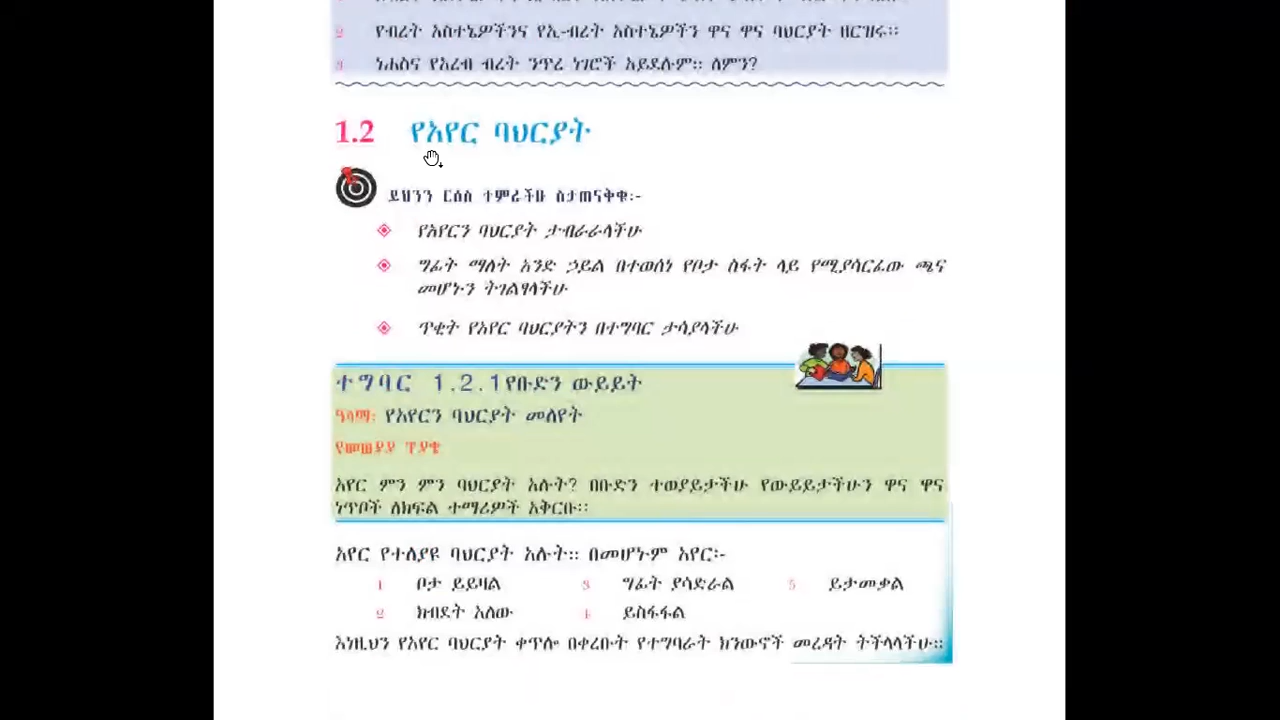 2 የብረት አስተኔዎችንና የኢ-ብረት አስተኔዎችን ዋና ዋና ባህርያት ዘርዝሩ።
3 ነሐስና የአረብ ብረት ንጥረ ነገሮች አይደሉም። ለምን?
1.2 የአየር ባህርያት
ይህንን ርዕስ ተምራችሁ ስታጠናቅቁ፡-
የአየርን ባህርያት ታብራራላችሁ
ግፊት ማለት አንድ ኃይል በተወሰነ የቦታ ስፋት ላይ የሚያሳርፈው ጫና
መሆኑን ትገልፃላችሁ
ጥቂት የአየር ባህርያትን በተግባር ታሳያላችሁ
ተግባር 1.2.1 የቡድን ውይይት
ዓላማ፡ የአየርን ባህርያት መለየት
የመወያያ ጥያቄ
አየር ምን ምን ባህርያት አሉት? በቡድን ተወያይታችሁ የውይይታችሁን ዋና ዋና
ነጥቦች ለክፍል ተማሪዎች አቅርቡ።
አየር የተለያዩ ባህርያት አሉት። በመሆኑም አየር፡-
1 ቦታ ይይዛል 3 ግፊት ያሳድራል 5 ይታመቃል
2 ክብደት አለው 4 ይስፋፋል
እነዚህን የአየር ባህርያት ቀጥሎ በቀረቡት የተግባራት ክንውኖች መረዳት ትችላላችሁ።